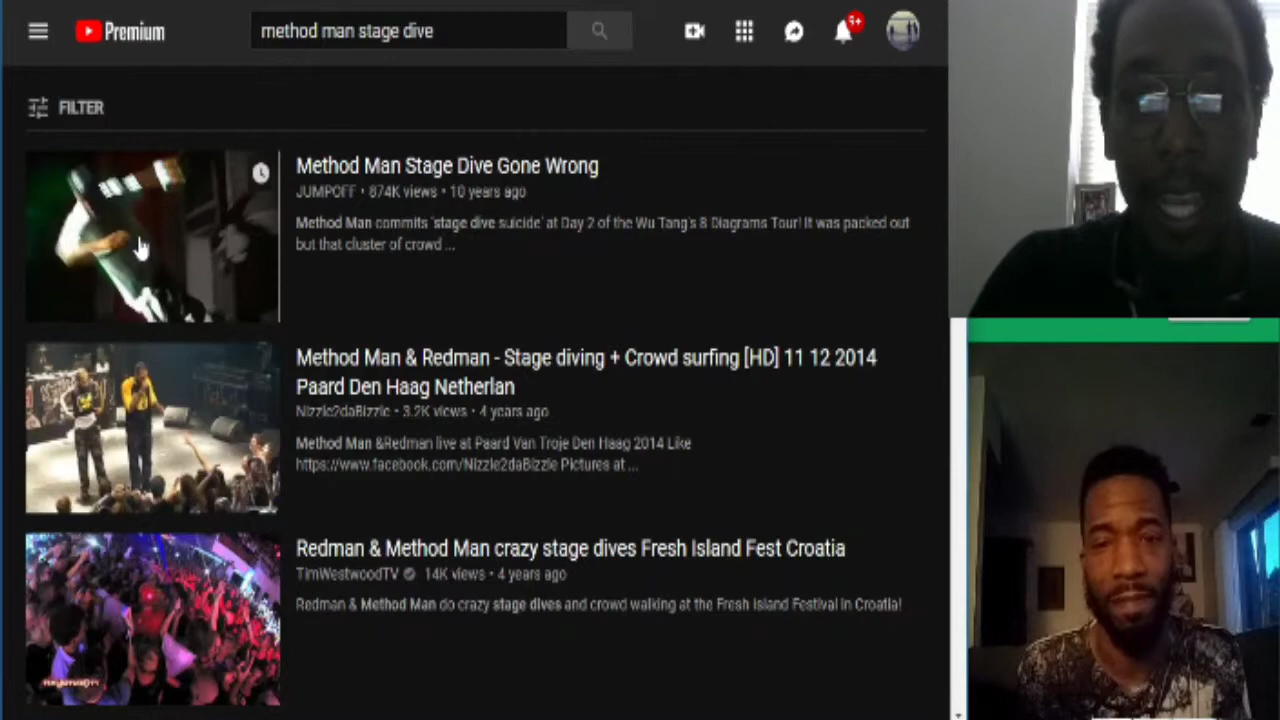 Premium
method man stage dive
9+
FILTER
Method Man Stage Dive Gone Wrong
JUMPOFF • 874K views • 10 years ago
Method Man commits 'stage dive suicide' at Day 2 of the Wu Tang's 8 Diagrams Tour! It was packed out
but that cluster of crowd ...
Method Man & Redman - Stage diving + Crowd surfing [HD] 11 12 2014
Paard Den Haag Netherlan
Nizzle2daBizzle • 3.2K views • 4 years ago
Method Man &Redman live at Paard Van Troje Den Haag 2014 Like
https://www.facebook.com/Nizzle2daBizzle Pictures at ...
Redman & Method Man crazy stage dives Fresh Island Fest Croatia
TimWestwoodTV 14K views • 4 years ago
Redman & Method Man do crazy stage dives and crowd walking at the Fresh Island Festival in Croatia!